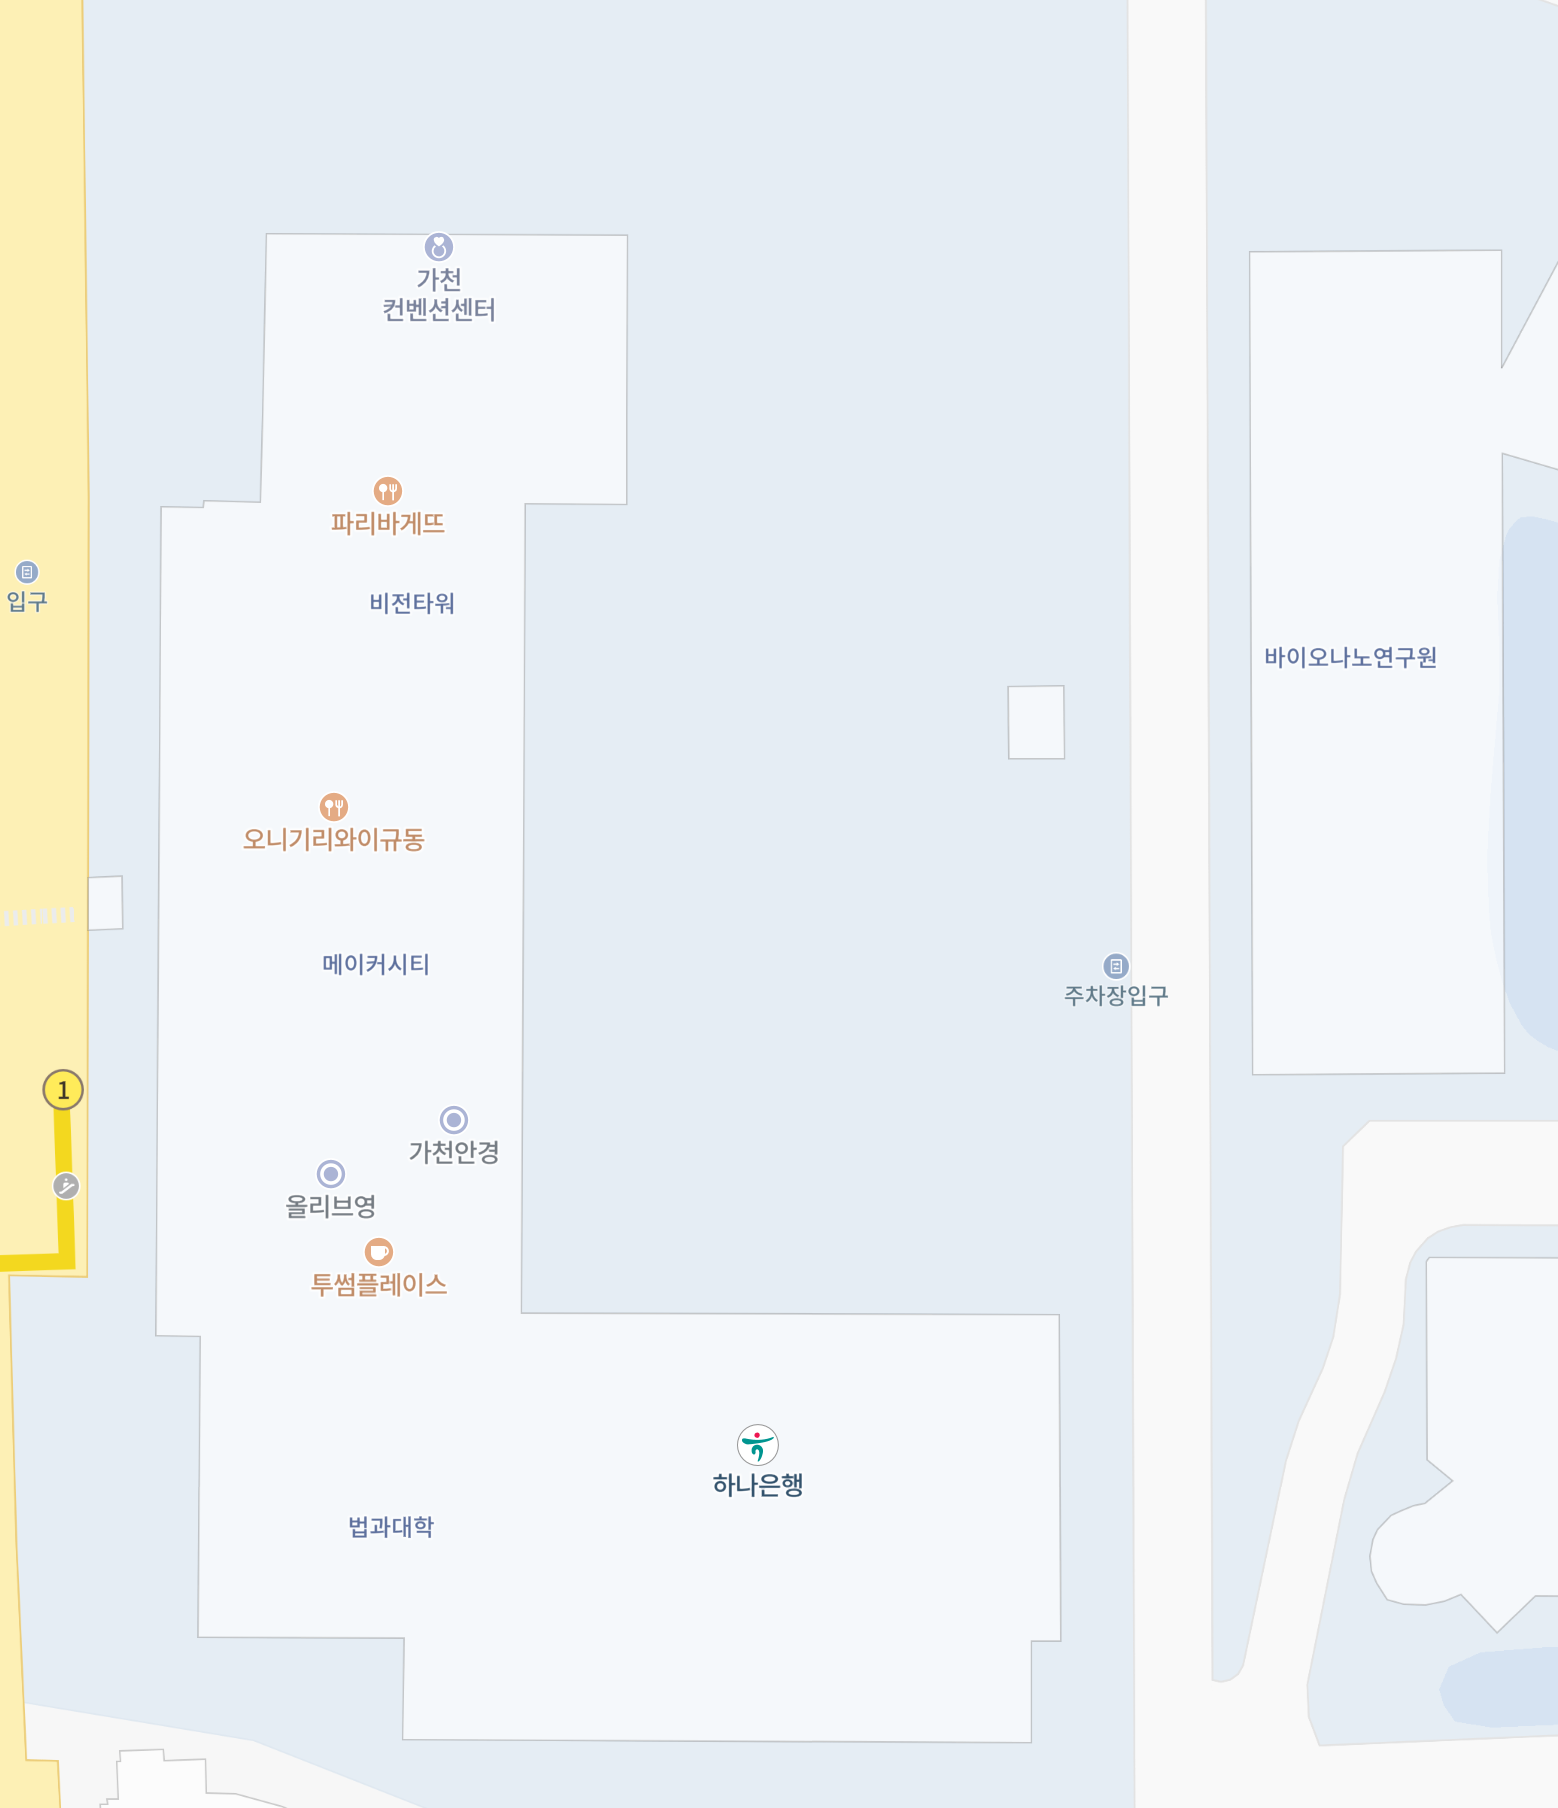 가천
컨벤션센터
파리바게뜨
입구
비전타워
바이오나노연구원
오니기리와이규동
메이커시티
주차장입구
1
가천안경
올리브영
투썸플레이스
하나은행
법과대학